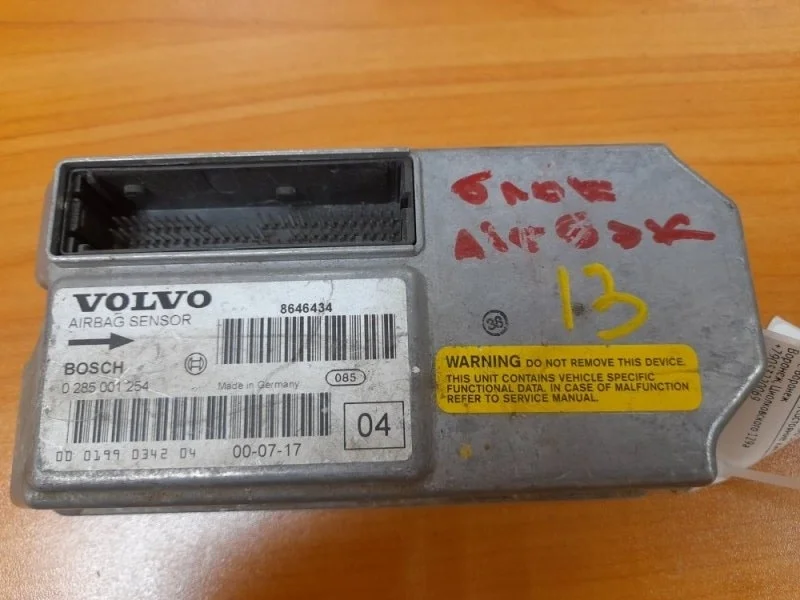 блок
AIRBAK
13
38
VOLVO
AIRBAG SENSOR
8646434
BOSCH
0 285 001 254
Made in Germany
085
04
00 0199 0342 04
00-07-17
WARNING DO NOT REMOVE THIS DEVICE.
THIS UNIT CONTAINS VEHICLE SPECIFIC
FUNCTIONAL DATA, IN CASE OF MALFUNCTION
REFER TO SERVICE MANUAL.